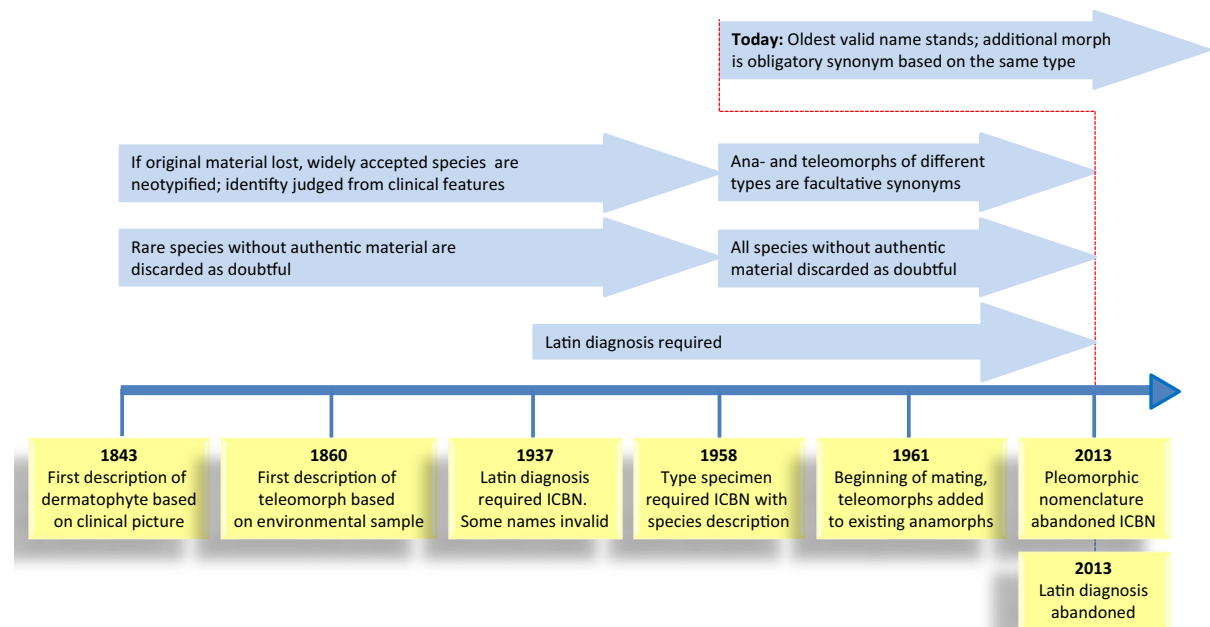 Today: Oldest valid name stands; additional morph
is obligatory synonym based on the same type
If original material lost, widely accepted species are
neotypified; identifty judged from clinical features
Ana- and teleomorphs of different
types are facultative synonyms
Rare species without authentic material are
discarded as doubtful
All species without authentic
material discarded as doubtful
Latin diagnosis required
1843
First description of
dermatophyte based
on clinical picture
1860
First description of
teleomorph based
on environmental sample
1937
Latin diagnosis
required ICBN.
Some names invalid
1958
Type specimen
required ICBN with
species description
1961
Beginning of mating,
teleomorphs added
to existing anamorphs
2013
Pleomorphic
nomenclature
abandoned ICBN
2013
Latin diagnosis
abandoned